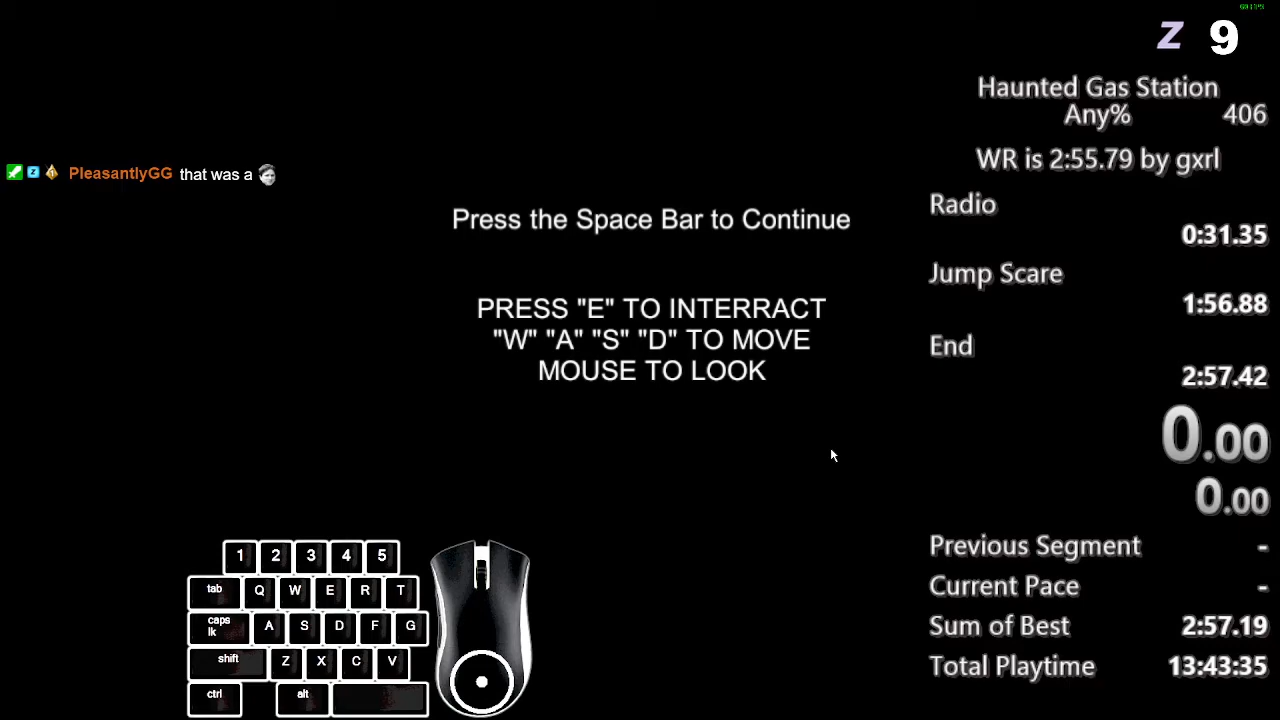 Z 9
Haunted Gas Station
Any% 406
WR is 2:55.79 by gxrl
PleasantlyGG that was a
Press the Space Bar to Continue
PRESS "E" TO INTERRACT
"W" "A" "S" "D" TO MOVE
MOUSE TO LOOK
Radio
0:31.35
Jump Scare
1:56.88
End
2:57.42
0.00
0.00
Previous Segment -
Current Pace -
Sum of Best 2:57.19
Total Playtime 13:43:35
1 2 3 4 5
tab Q W E R T
caps lk A S D F G
shift Z X C V
ctrl alt